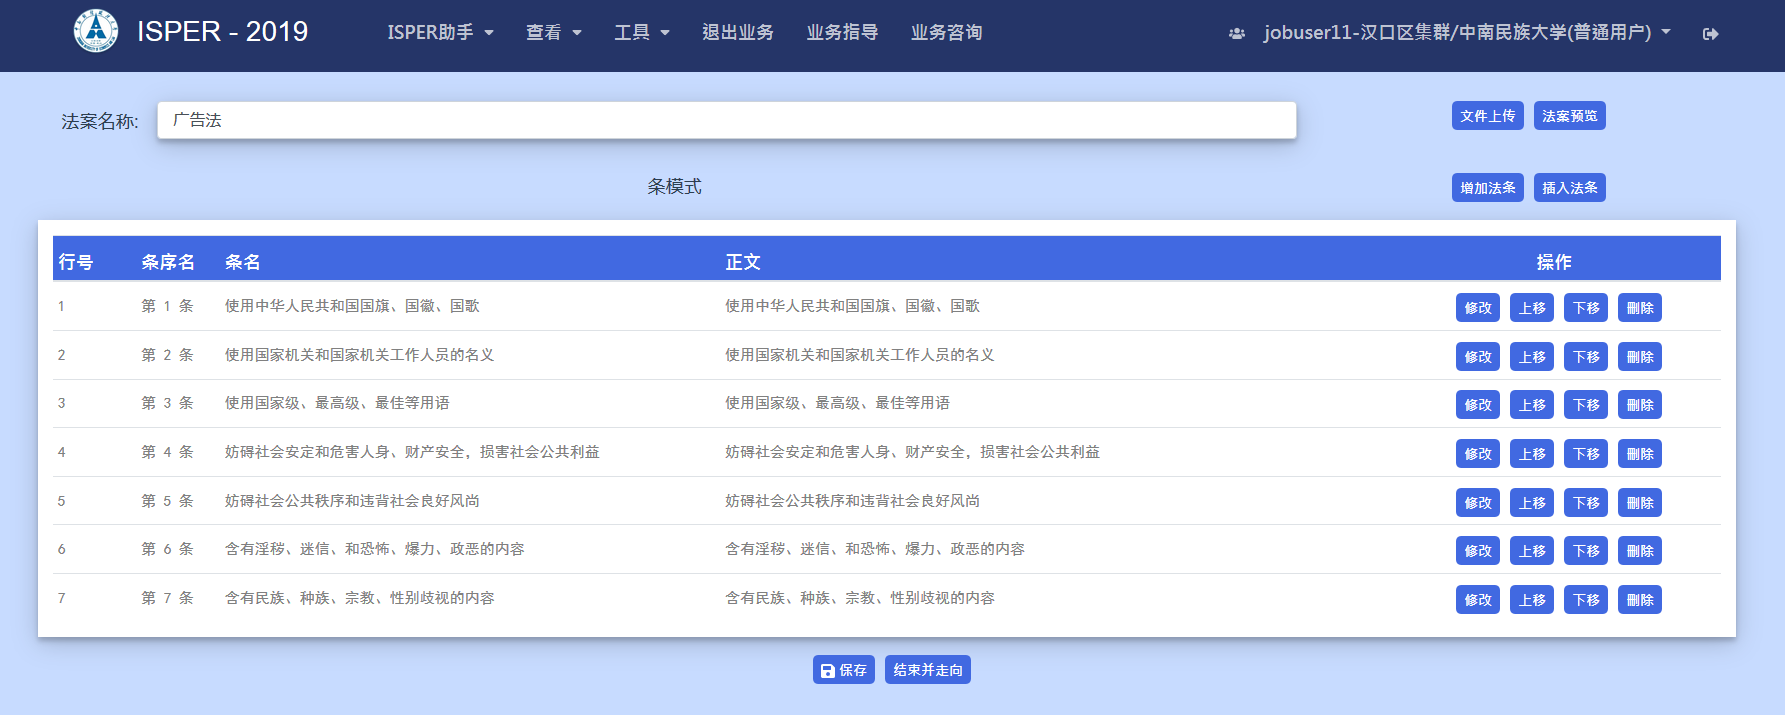 ISPER - 2019 ISPER助手 查看 工具 退出业务 业务指导 业务咨询 jobuser11-汉口区集群/中南民族大学(普通用户)
法案名称: 广告法 文件上传 法案预览
条模式 增加法条 插入法条
行号 条序名 条名 正文 操作
1 第 1 条 使用中华人民共和国国旗、国徽、国歌 使用中华人民共和国国旗、国徽、国歌 修改 上移 下移 删除
2 第 2 条 使用国家机关和国家机关工作人员的名义 使用国家机关和国家机关工作人员的名义 修改 上移 下移 删除
3 第 3 条 使用国家级、最高级、最佳等用语 使用国家级、最高级、最佳等用语 修改 上移 下移 删除
4 第 4 条 妨碍社会安定和危害人身、财产安全，损害社会公共利益 妨碍社会安定和危害人身、财产安全，损害社会公共利益 修改 上移 下移 删除
5 第 5 条 妨碍社会公共秩序和违背社会良好风尚 妨碍社会公共秩序和违背社会良好风尚 修改 上移 下移 删除
6 第 6 条 含有淫秽、迷信、和恐怖、爆力、政恶的内容 含有淫秽、迷信、和恐怖、爆力、政恶的内容 修改 上移 下移 删除
7 第 7 条 含有民族、种族、宗教、性别歧视的内容 含有民族、种族、宗教、性别歧视的内容 修改 上移 下移 删除
保存 结束并走向